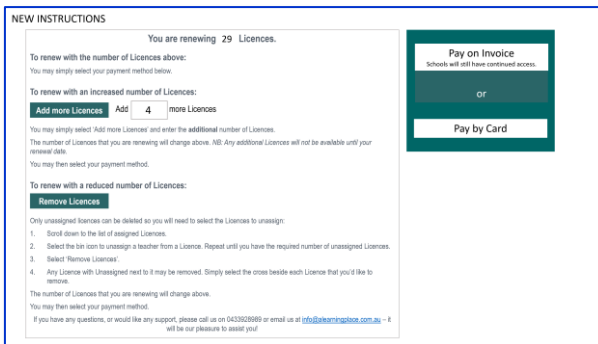 NEW INSTRUCTIONS
You are renewing 29 Licences.
To renew with the number of Licences above:
You may simply select your payment method below.
To renew with an increased number of Licences:
Add more Licences Add 4 more Licences
You may simply select 'Add more Licences' and enter the additional number of Licences.
The number of Licences that you are renewing will change above. NB: Any additional Licences will not be available until your
renewal date.
You may then select your payment method.
To renew with a reduced number of Licences:
Remove Licences
Only unassigned licences can be deleted so you will need to select the Licences to unassign:
1. Scroll down to the list of assigned Licences.
2. Select the bin icon to unassign a teacher from a Licence. Repeat until you have the required number of unassigned Licences.
3. Select 'Remove Licences'.
4. Any Licence with Unassigned next to it may be removed. Simply select the cross beside each Licence that you'd like to
remove.
The number of Licences that you are renewing will change above.
You may then select your payment method.
If you have any questions, or would like any support, please call us on 0433928989 or email us at info@alearningplace.com.au – it
will be our pleasure to assist you!
Pay on Invoice
Schools will still have continued access.
or
Pay by Card